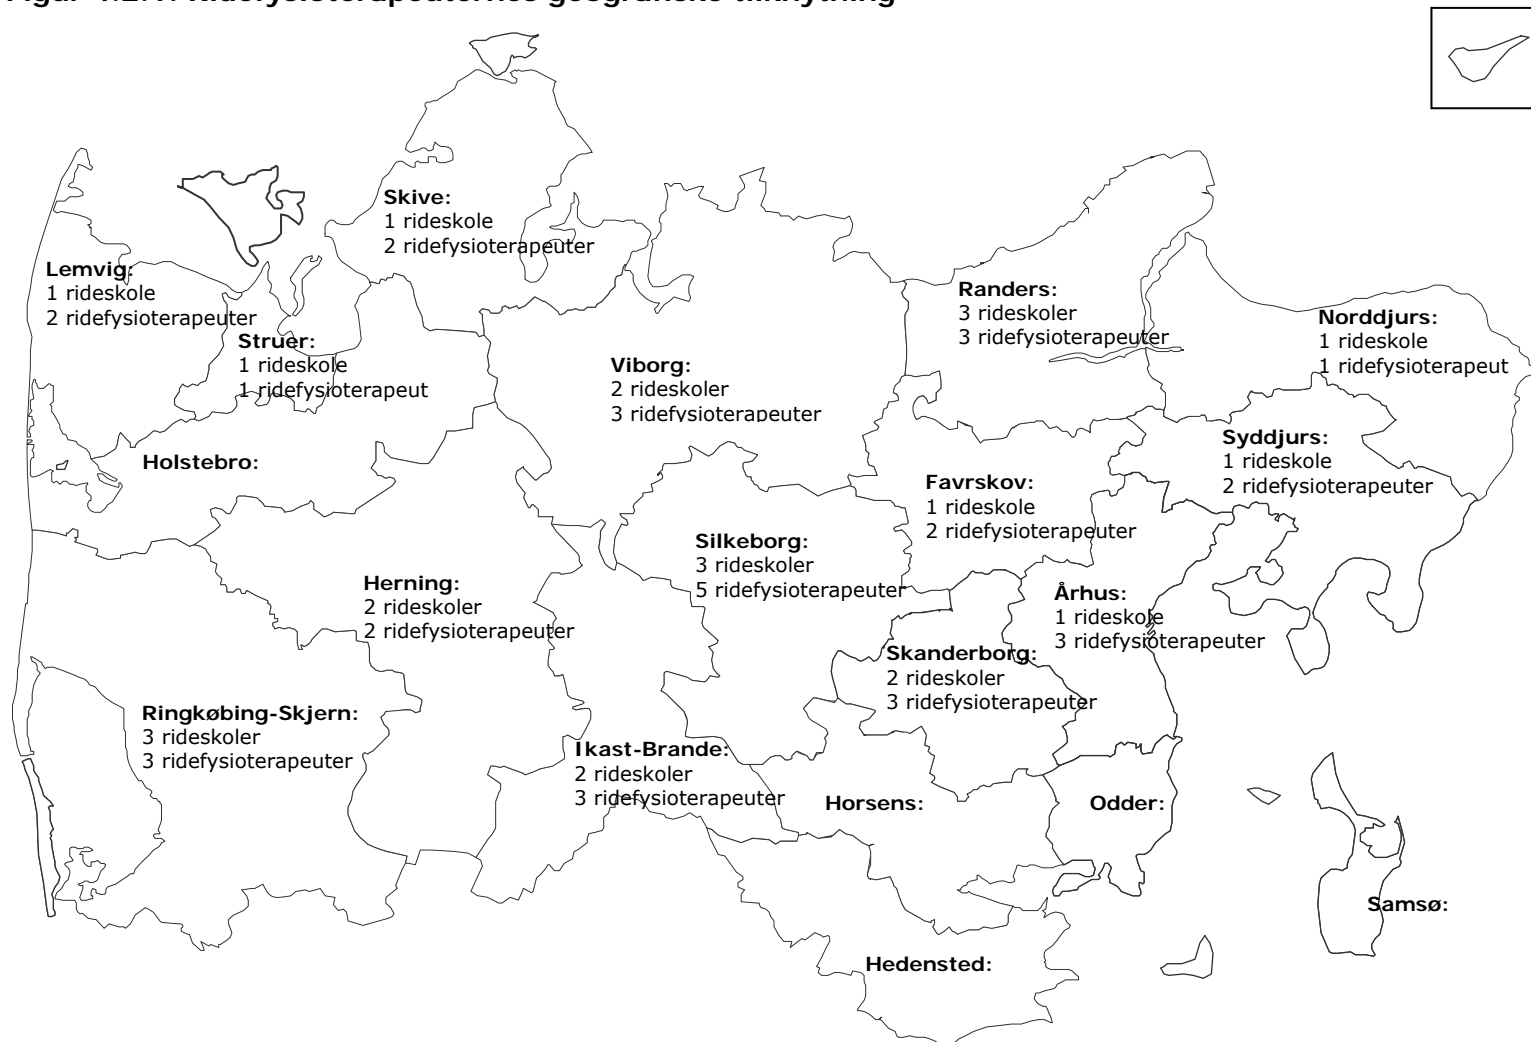 geografiske tilknytning
Skive:
1 rideskole
2 ridefysioterapeuter
Lemvig:
1 rideskole
2 ridefysioterapeuter
Struer:
1 rideskole
1 ridefysioterapeut
Viborg:
2 rideskoler
3 ridefysioterapeuter
Randers:
3 rideskoler
3 ridefysioterapeuter
Norddjurs:
1 rideskole
1 ridefysioterapeut
Holstebro:
Syddjurs:
1 rideskole
2 ridefysioterapeuter
Favrskov:
1 rideskole
2 ridefysioterapeuter
Silkeborg:
3 rideskoler
5 ridefysioterapeuter
Herning:
2 rideskoler
2 ridefysioterapeuter
Århus:
1 rideskole
3 ridefysioterapeuter
Skanderborg:
2 rideskoler
3 ridefysioterapeuter
Ringkøbing-Skjern:
3 rideskoler
3 ridefysioterapeuter
Ikast-Brande:
2 rideskoler
3 ridefysioterapeuter
Horsens:
Odder:
Samsø:
Hedensted: